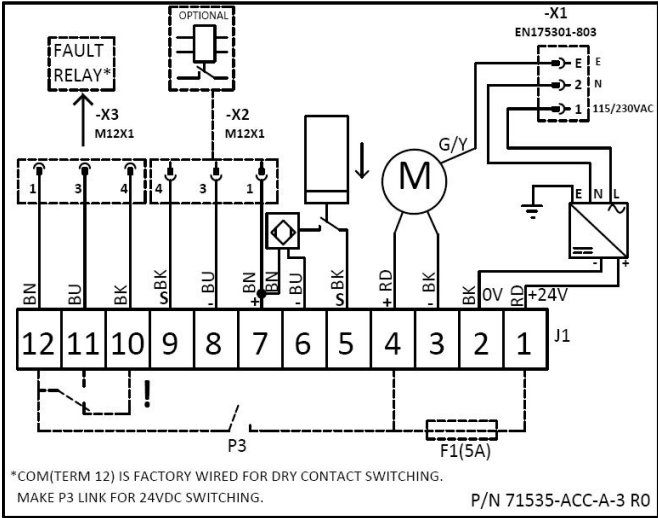 OPTIONAL
-X1
EN175301-803
FAULT
RELAY*
E E
2 N
1 115/230VAC
-X3
M12X1
-X2
M12X1
G/Y
M
1 3 4 4 3 1
E N L
- +
BN BU BK S BK - BU + BN BN - BU S BK + RD - BK BK 0V RD +24V
12 11 10 9 8 7 6 5 4 3 2 1 J1
!
P3
F1(5A)
*COM(TERM 12) IS FACTORY WIRED FOR DRY CONTACT SWITCHING.
MAKE P3 LINK FOR 24VDC SWITCHING.
P/N 71535-ACC-A-3 R0